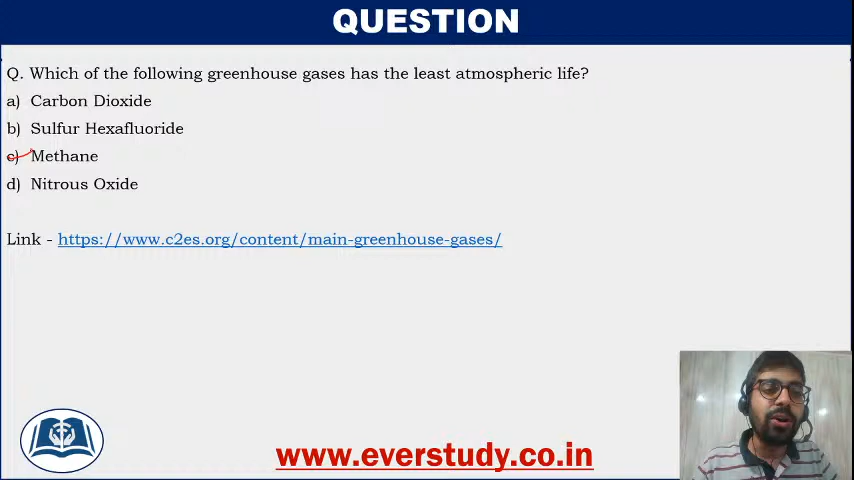 QUESTION
Q. Which of the following greenhouse gases has the least atmospheric life?
a) Carbon Dioxide
b) Sulfur Hexafluoride
c) Methane
d) Nitrous Oxide
Link - https://www.c2es.org/content/main-greenhouse-gases/
www.everstudy.co.in